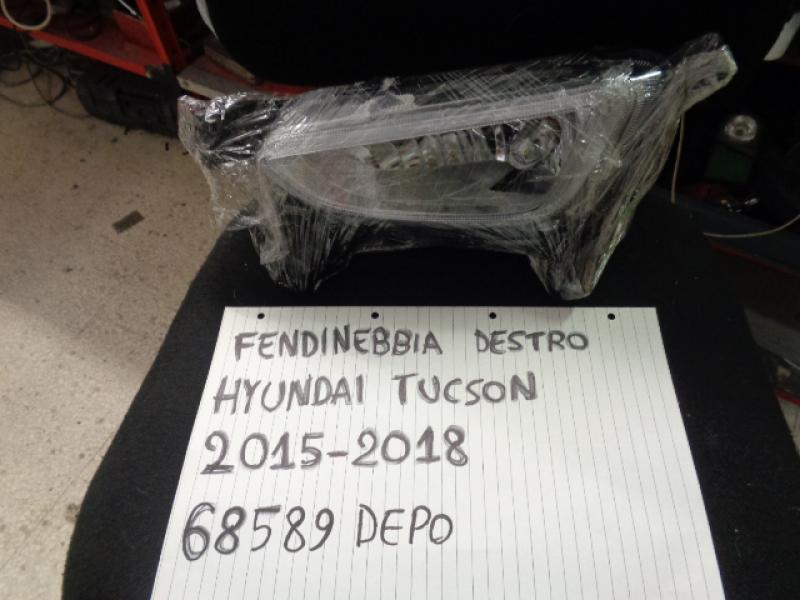 FENDINEBBIA DESTRO
HYUNDAI TUCSON
2015-2018
68589 DEPO